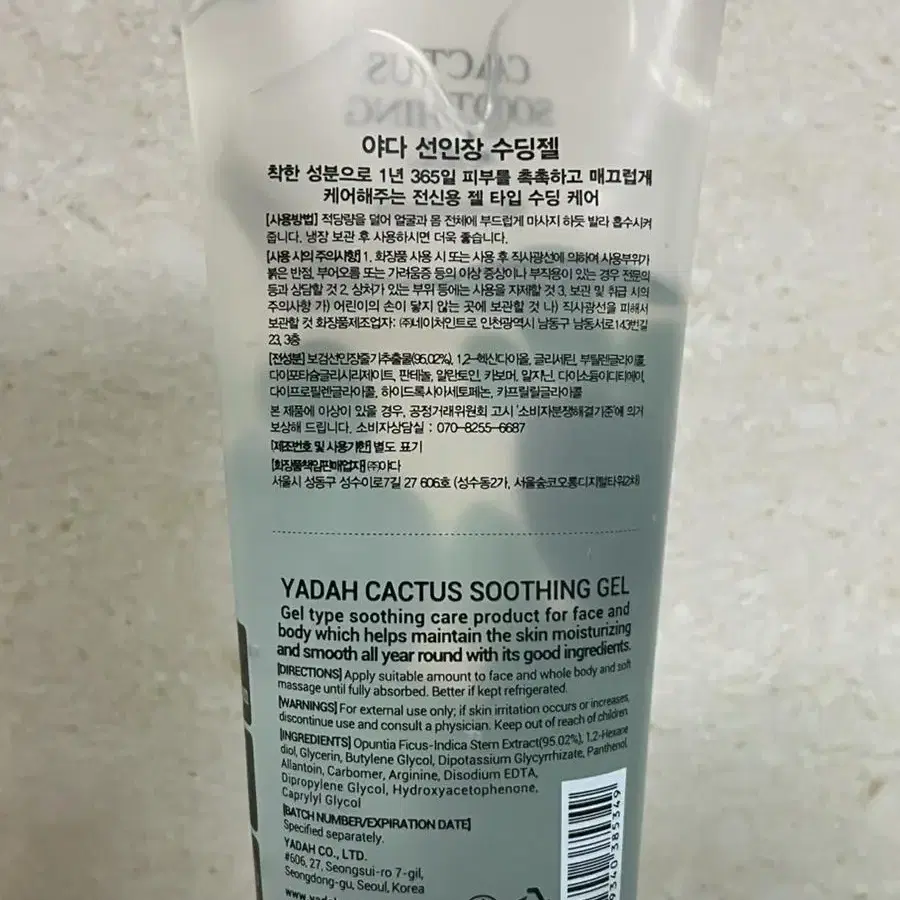 CACTUS
SOOTHING
야다 선인장 수딩젤
착한 성분으로 1년 365일 피부를 촉촉하고 매끄럽게
케어해주는 전신용 젤 타입 수딩 케어
[사용방법] 적당량을 덜어 얼굴과 몸 전체에 부드럽게 마사지 하듯 발라 흡수시켜
줍니다. 냉장 보관 후 사용하시면 더욱 좋습니다.
[사용 시의 주의사항] 1. 화장품 사용 시 또는 사용 후 직사광선에 의하여 사용부위가
붉은 반점, 부어오름 또는 가려움증 등의 이상 증상이나 부작용이 있는 경우 전문의
등과 상담할 것 2. 상처가 있는 부위 등에는 사용을 자제할 것 3. 보관 및 취급 시의
주의사항 가) 어린이의 손이 닿지 않는 곳에 보관할 것 나) 직사광선을 피해서
보관할 것 화장품제조업자: ㈜네이처인트로 인천광역시 남동구 남동서로143번길
23, 3층
[전성분] 보검선인장줄기추출물(95.02%), 1,2-헥산다이올, 글리세린, 부틸렌글라이콜,
다이포타슘글리시리제이트, 판테놀, 알란토인, 카보머, 알지닌, 다이소듐이디티에이,
다이프로필렌글라이콜, 하이드록시아세토페논, 카프릴릴글라이콜
본 제품에 이상이 있을 경우, 공정거래위원회 고시 '소비자분쟁해결기준'에 의거
보상해 드립니다. 소비자상담실 : 070-8255-6687
[제조번호 및 사용기한] 별도 표기
[화장품책임판매업자] ㈜야다
서울시 성동구 성수이로7길 27 606호 (성수동2가, 서울숲코오롱디지털타워2차)
YADAH CACTUS SOOTHING GEL
Gel type soothing care product for face and
body which helps maintain the skin moisturizing
and smooth all year round with its good ingredients.
[DIRECTIONS] Apply suitable amount to face and whole body and soft
massage until fully absorbed. Better if kept refrigerated.
[WARNINGS] For external use only; if skin irritation occurs or increases,
discontinue use and consult a physician. Keep out of reach of children
[INGREDIENTS] Opuntia Ficus-Indica Stem Extract(95.02%), 1,2-Hexane
diol, Glycerin, Butylene Glycol, Dipotassium Glycyrrhizate, Panthenol,
Allantoin, Carbomer, Arginine, Disodium EDTA,
Dipropylene Glycol, Hydroxyacetophenone,
Caprylyl Glycol
[BATCH NUMBER/EXPIRATION DATE]
Specified separately.
YADAH CO., LTD.
#606, 27, Seongsui-ro 7-gil,
Seongdong-gu, Seoul, Korea
9340 385349